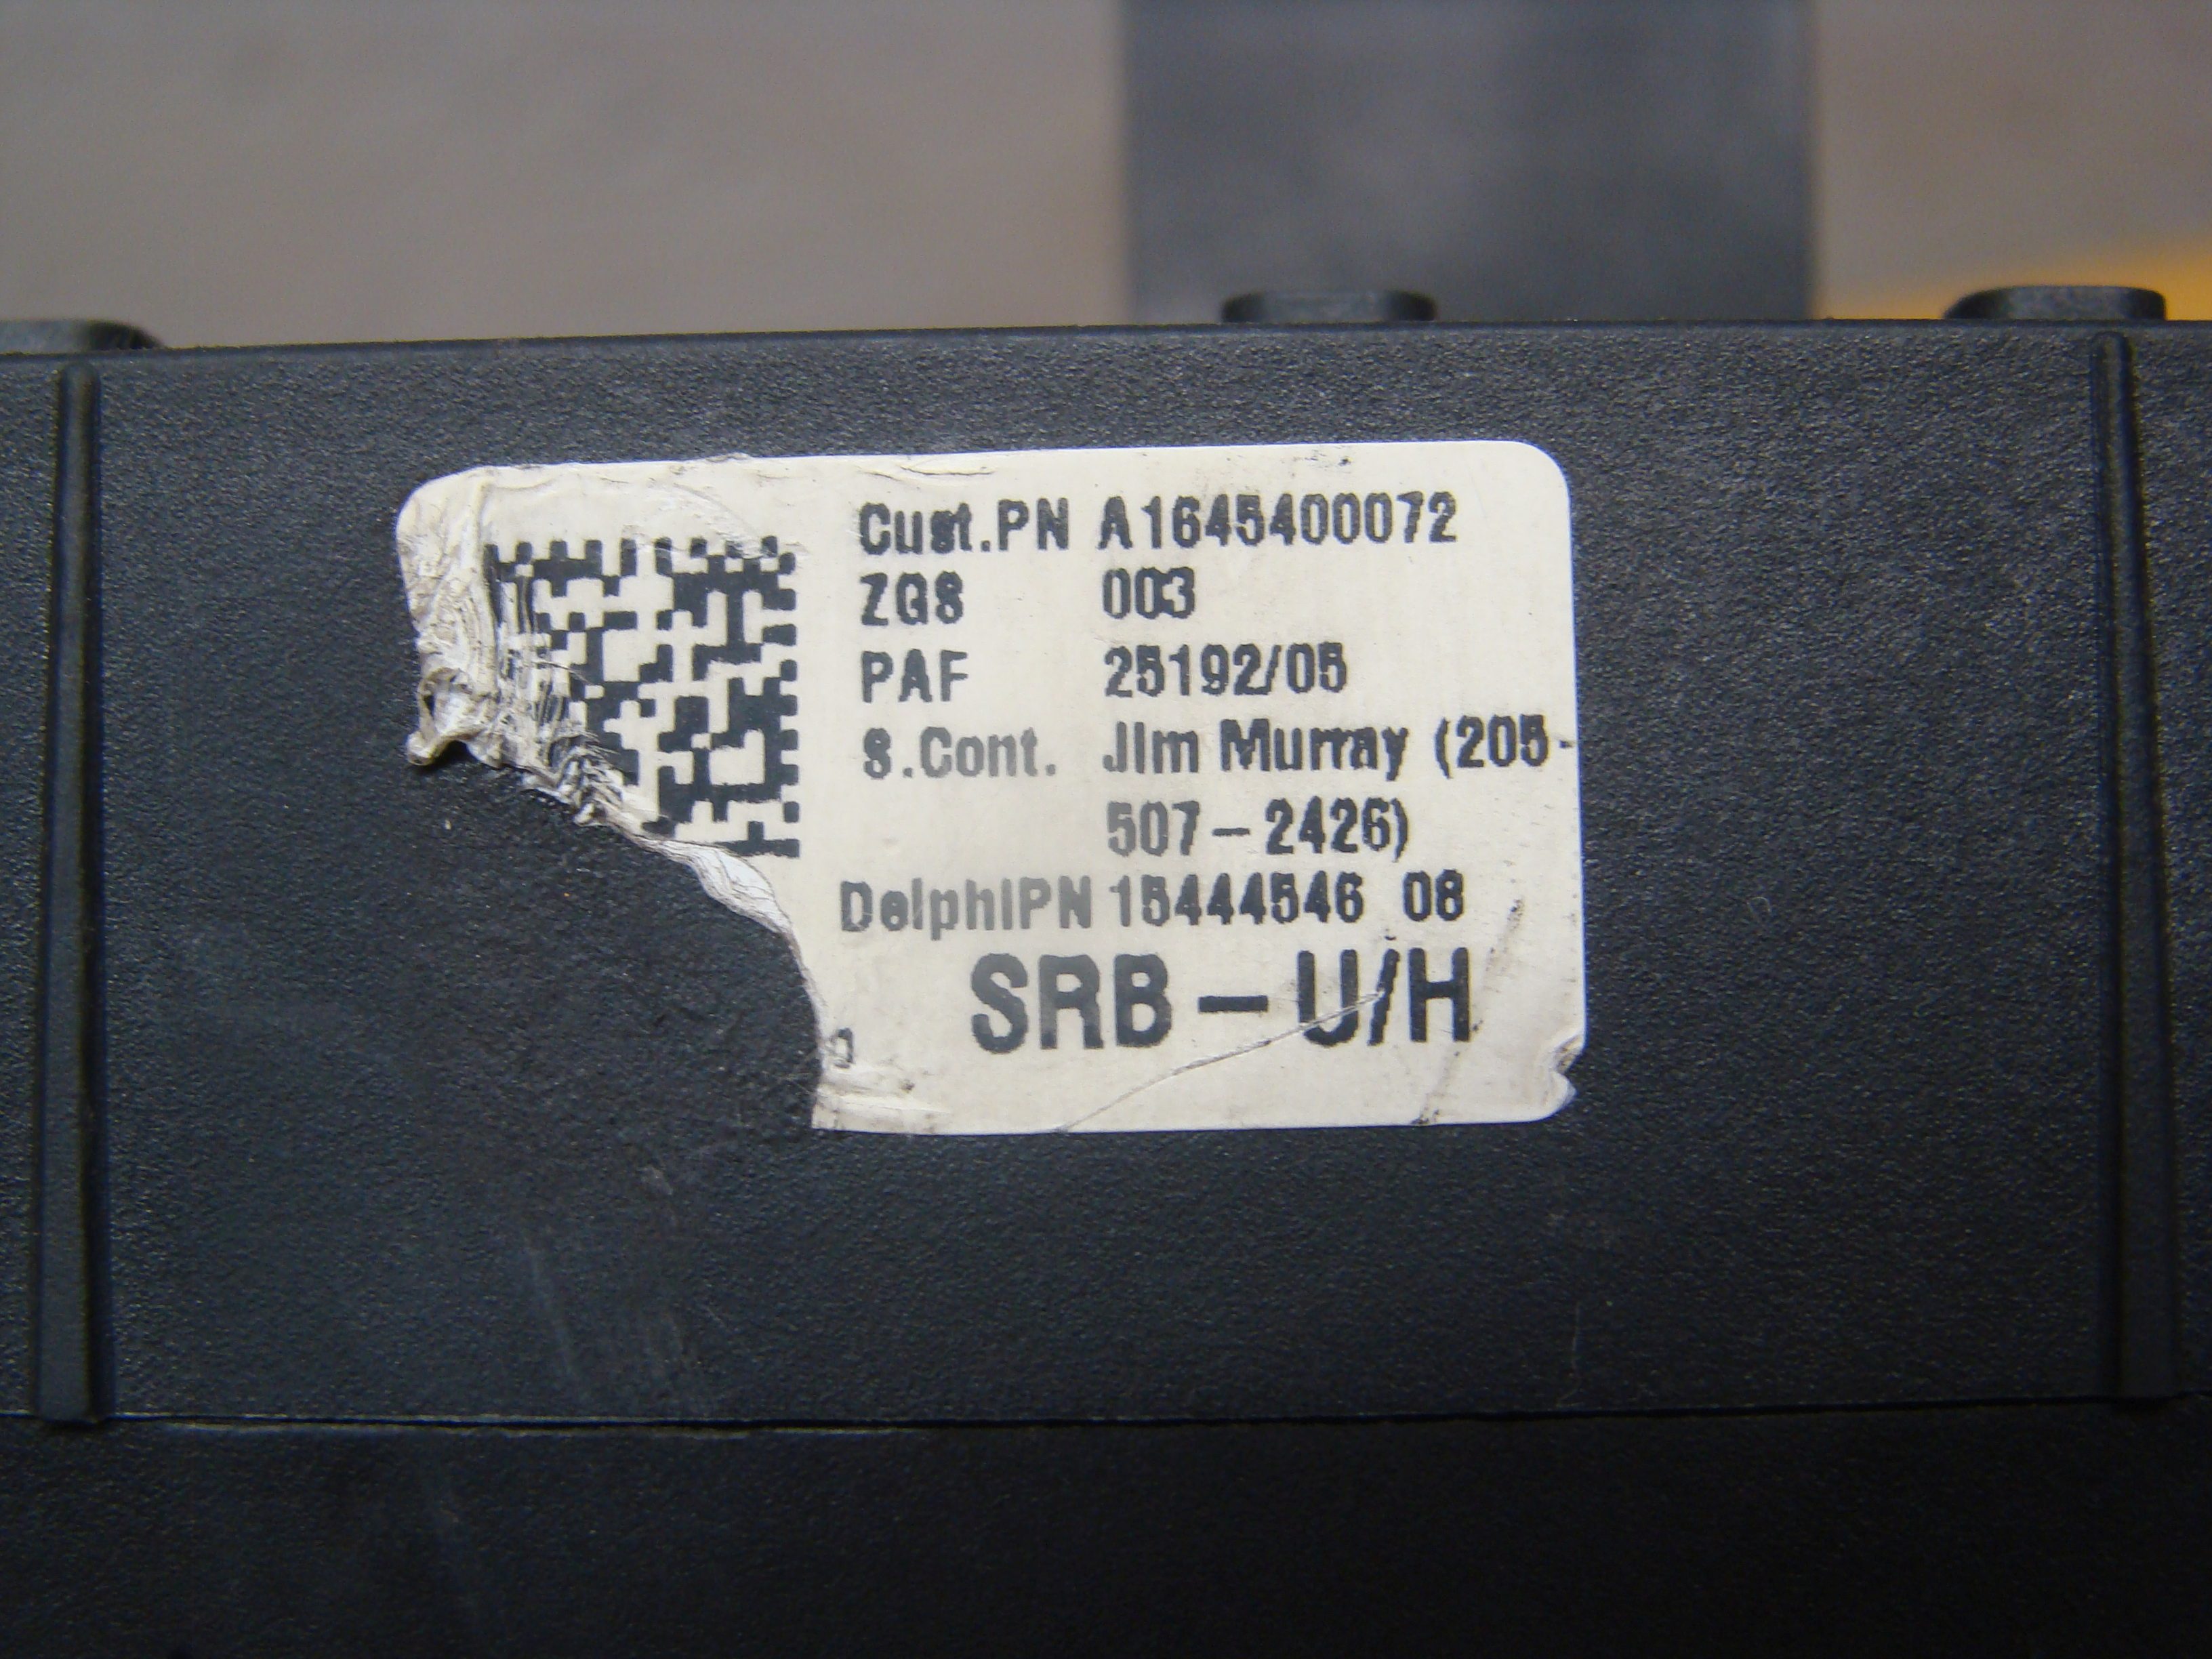 Cust.PN A1645400072
ZGS 003
PAF 25192/05
S.Cont. Jim Murray (205-
507-2426)
DelphiPN 15444546 08
SRB-U/H